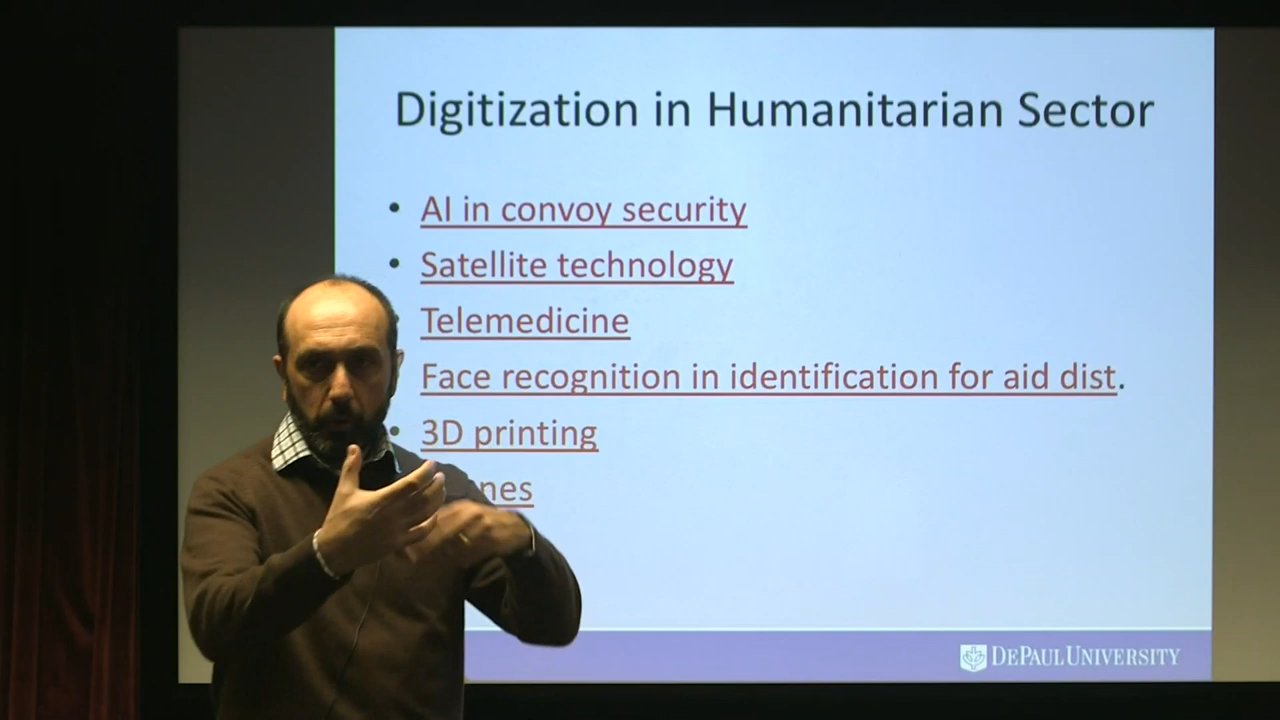 Digitization in Humanitarian Sector
• AI in convoy security
• Satellite technology
Telemedicine
Face recognition in identification for aid dist.
• 3D printing
DEPAUL UNIVERSITY